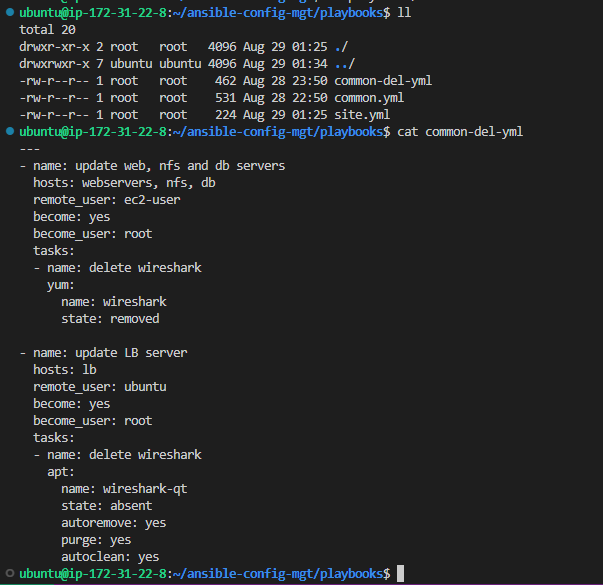 ubuntu@ip-172-31-22-8:~/ansible-config-mgt/playbooks$ ll
total 20
drwxr-xr-x 2 root   root   4096 Aug 29 01:25 ./
drwxrwxr-x 7 ubuntu ubuntu 4096 Aug 29 01:34 ../
-rw-r--r-- 1 root   root    462 Aug 28 23:50 common-del-yml
-rw-r--r-- 1 root   root    531 Aug 28 22:50 common.yml
-rw-r--r-- 1 root   root    224 Aug 29 01:25 site.yml
ubuntu@ip-172-31-22-8:~/ansible-config-mgt/playbooks$ cat common-del-yml
---
- name: update web, nfs and db servers
  hosts: webservers, nfs, db
  remote_user: ec2-user
  become: yes
  become_user: root
  tasks:
  - name: delete wireshark
    yum:
      name: wireshark
      state: removed

- name: update LB server
  hosts: lb
  remote_user: ubuntu
  become: yes
  become_user: root
  tasks:
  - name: delete wireshark
    apt:
      name: wireshark-qt
      state: absent
      autoremove: yes
      purge: yes
      autoclean: yes
ubuntu@ip-172-31-22-8:~/ansible-config-mgt/playbooks$